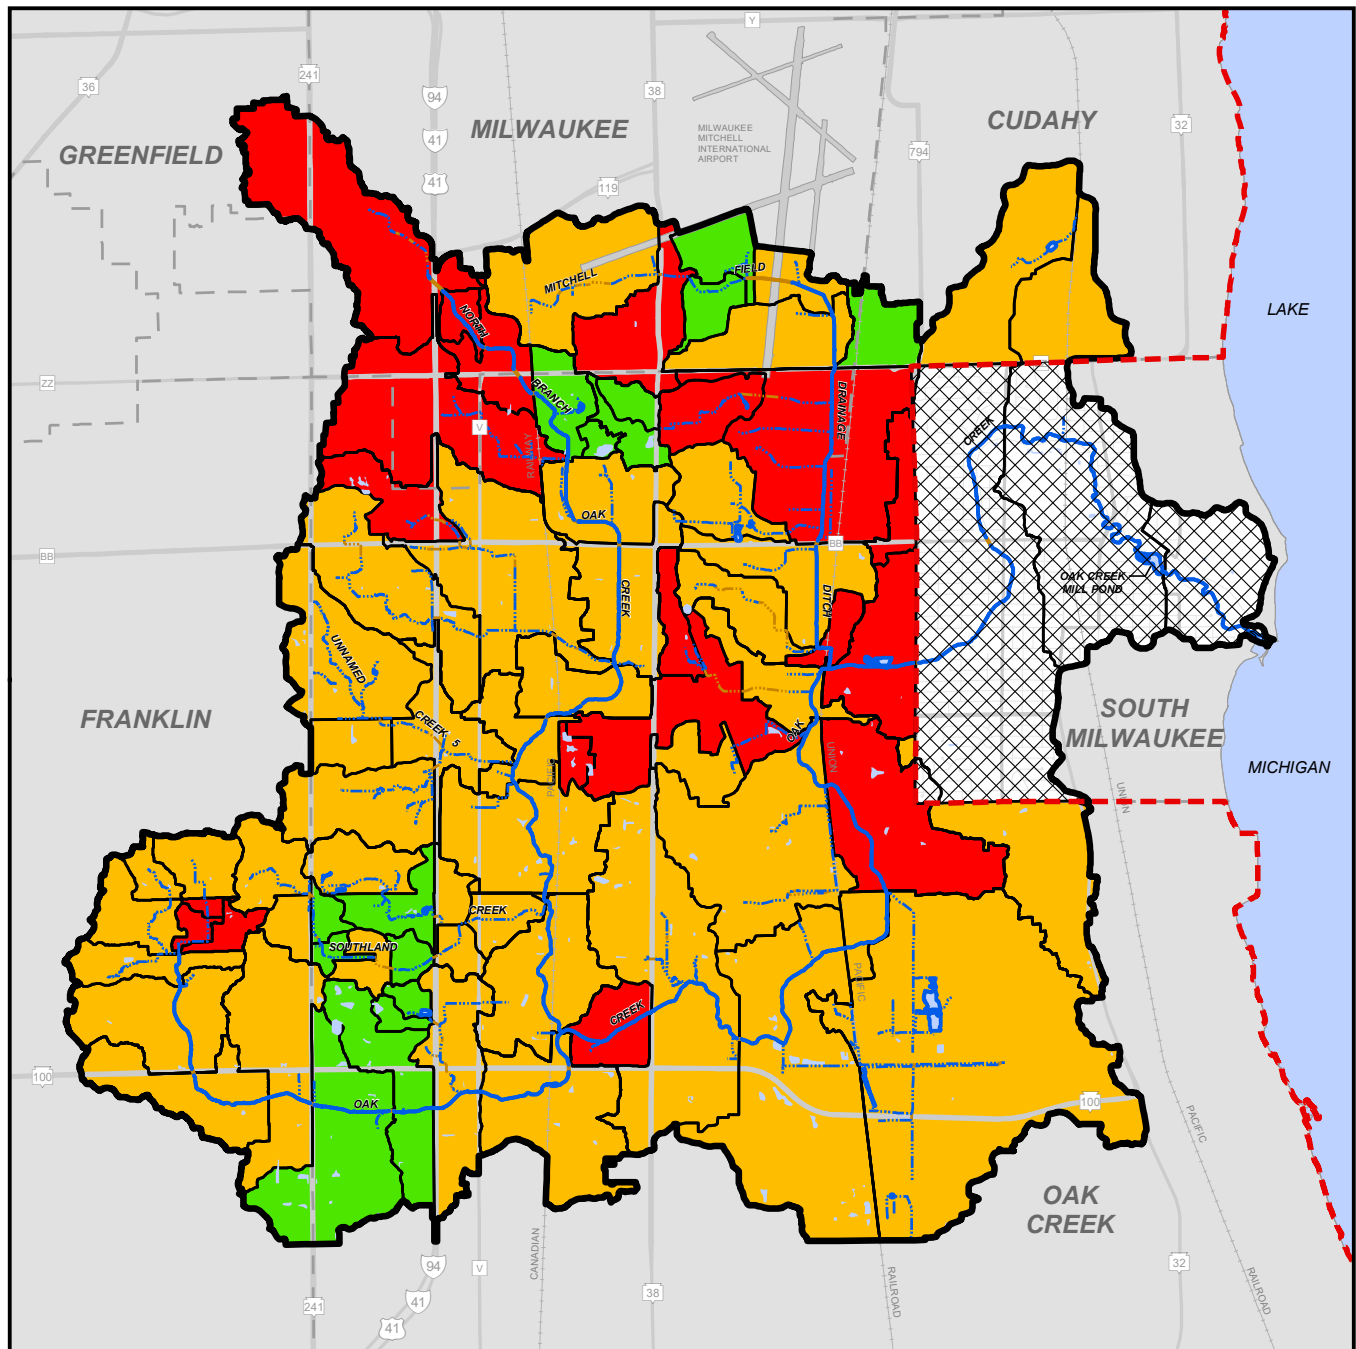 Y
241
36
94
38
MILWAUKEE
CUDAHY
32
MILWAUKEE
MITCHELL
INTERNATIONAL
AIRPORT
41
794
GREENFIELD
41
119
FIELD
MITCHELL
LAKE
NORTH
ZZ
BRANCH
DRAINAGE
V
CREEK
RAILWAY
OAK
BB
BB
OAK CREEK
MILL POND
CREEK
DITCH
UNNAMED
FRANKLIN
SOUTH
MILWAUKEE
CREEK 5
OAK
UNION
MICHIGAN
PACIFIC
UNION
CREEK
SOUTHLAND
PACIFIC
CREEK
100
OAK
100
PACIFIC
OAK
CREEK
CANADIAN
94
V
32
RAILROAD
RAILROAD
38
241
41
41